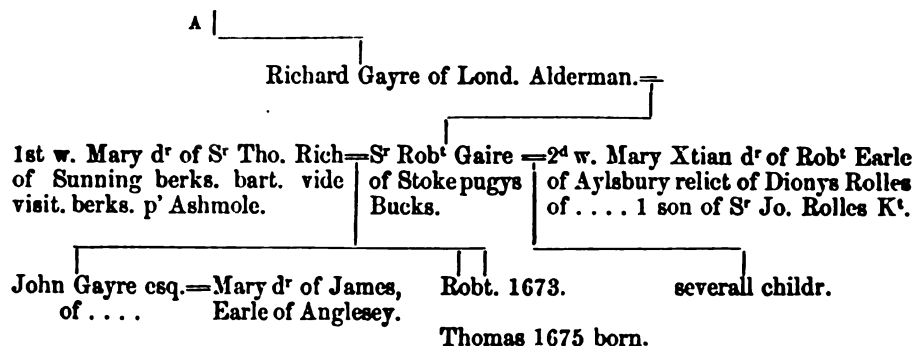 A
Richard Gayre of Lond. Alderman.=
1st w. Mary dʳ of Sʳ Tho. Rich=Sʳ Robᵗ Gaire =2ᵈ w. Mary Xtian dʳ of Robᵗ Earle
of Sunning berks. bart. vide of Stoke pugys of Aylsbury relict of Dionys Rolles
visit. berks. p' Ashmole. Bucks. of .... 1 son of Sʳ Jo. Rolles Kᵗ.
John Gayre esq.=Mary dʳ of James, Robt. 1673. severall childr.
of .... Earle of Anglesey.
Thomas 1675 born.